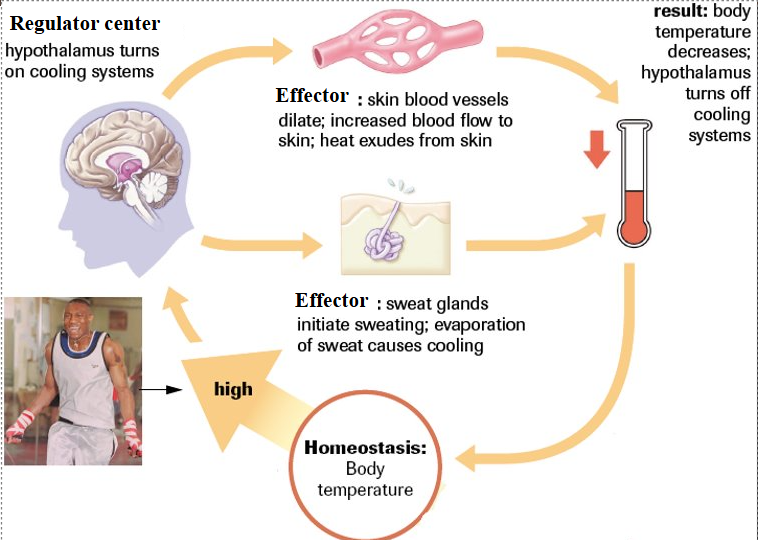 Regulator center
hypothalamus turns
on cooling systems
Effector : skin blood vessels
dilate; increased blood flow to
skin; heat exudes from skin
result: body
temperature
decreases;
hypothalamus
turns off
cooling
systems
Effector : sweat glands
initiate sweating; evaporation
of sweat causes cooling
high
Homeostasis:
Body
temperature